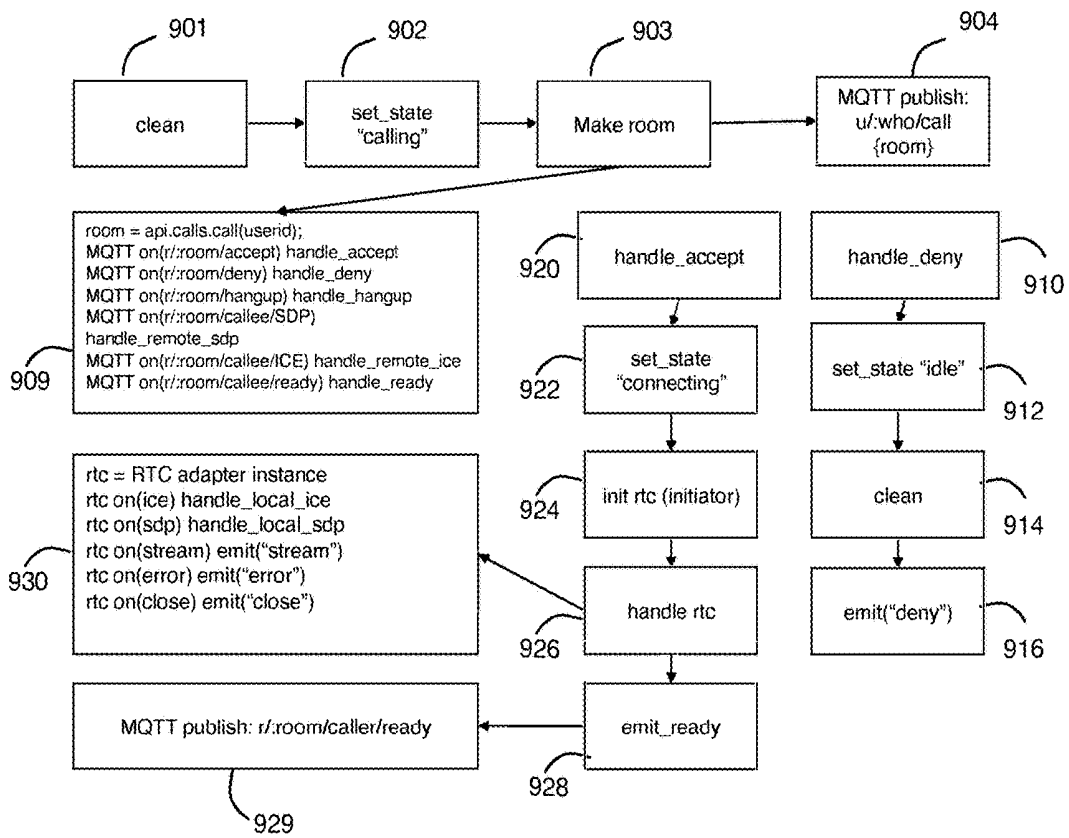 901
902
903
904
clean
set_state
"calling"
Make room
MQTT publish:
u/:who/call
{room}
room = api.calls.call(userid);
MQTT on(r/:room/accept) handle_accept
MQTT on(r/:room/deny) handle_deny
MQTT on(r/:room/hangup) handle_hangup
MQTT on(r/:room/callee/SDP)
handle_remote_sdp
MQTT on(r/:room/callee/ICE) handle_remote_ice
MQTT on(r/:room/callee/ready) handle_ready
909
920
handle_accept
handle_deny
910
922
set_state
"connecting"
set_state "idle"
912
rtc = RTC adapter instance
rtc on(ice) handle_local_ice
rtc on(sdp) handle_local_sdp
rtc on(stream) emit("stream")
rtc on(error) emit("error")
rtc on(close) emit("close")
930
924
init rtc (initiator)
clean
914
926
handle rtc
emit("deny")
916
MQTT publish: r/:room/caller/ready
929
emit_ready
928